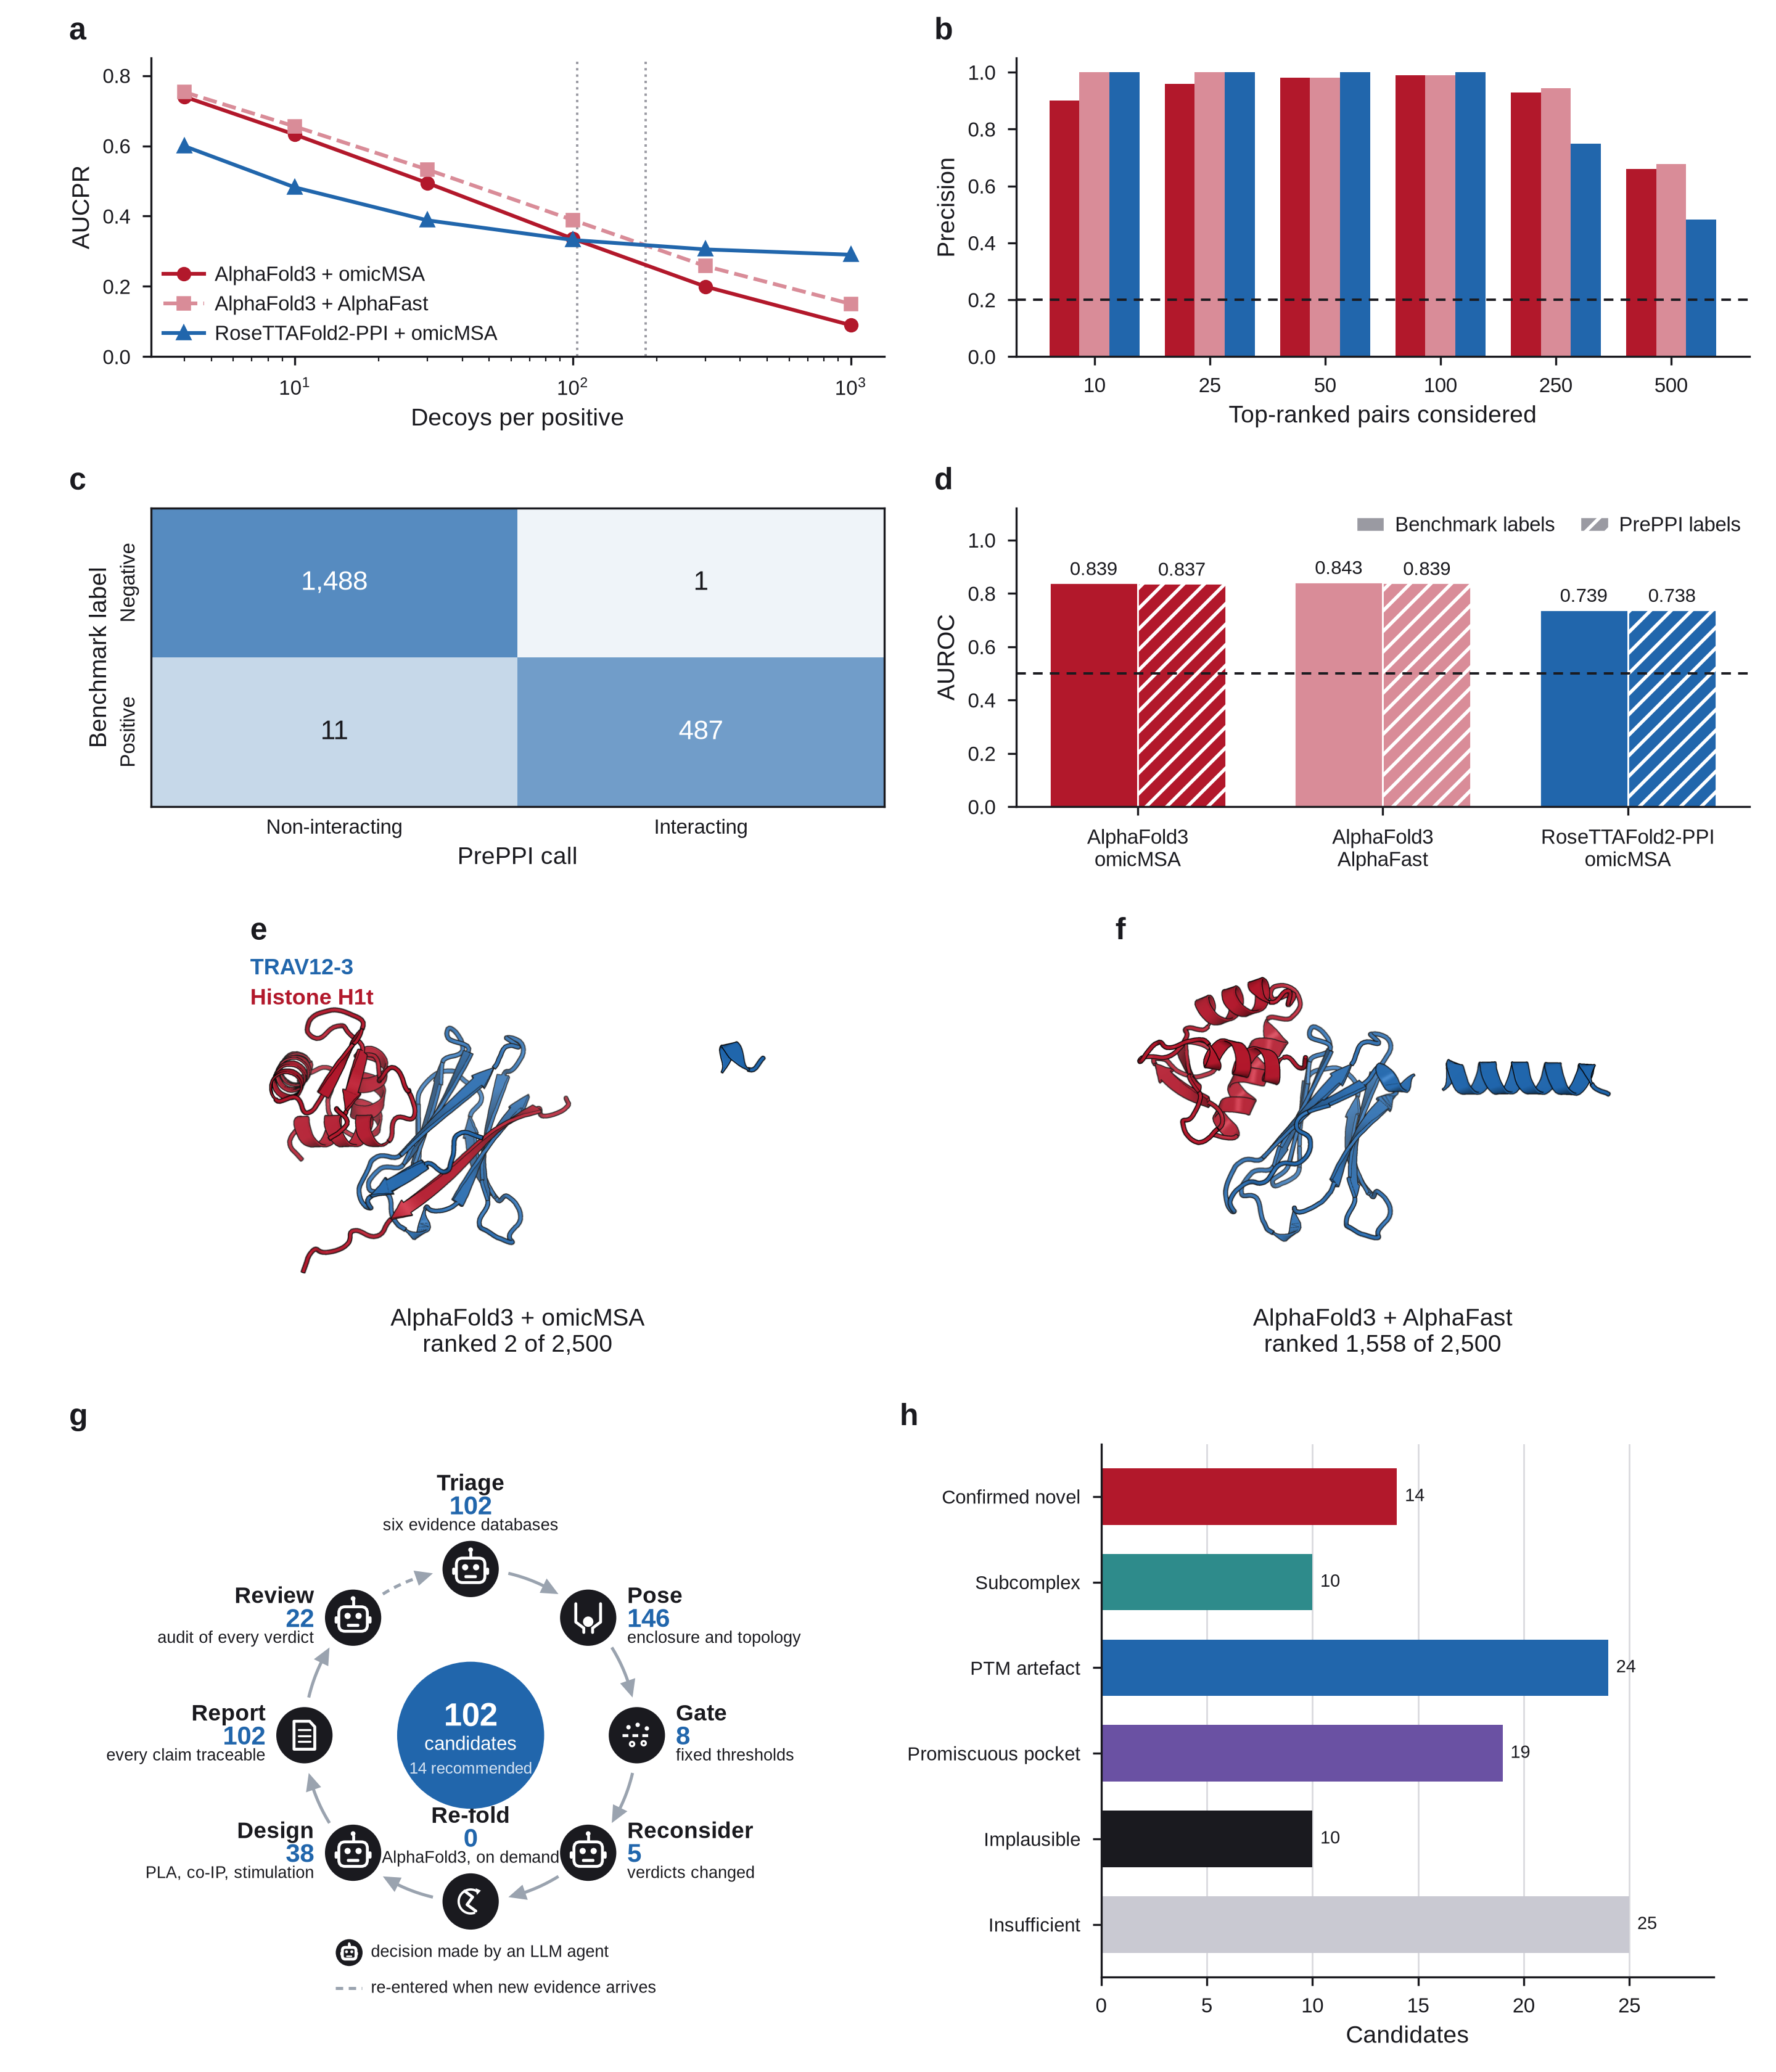 a
0.8
0.6
0.4
0.2
0.0
AUCPR
AlphaFold3 + omicMSA
AlphaFold3 + AlphaFast
RoseTTAFold2-PPI + omicMSA
10¹
10²
10³
Decoys per positive
b
1.0
0.8
0.6
0.4
0.2
0.0
Precision
10
25
50
100
250
500
Top-ranked pairs considered
c
Benchmark label
Negative
Positive
1,488
1
11
487
Non-interacting
Interacting
PrePPI call
d
Benchmark labels
PrePPI labels
1.0
0.8
0.6
0.4
0.2
0.0
AUROC
0.839
0.837
0.843
0.839
0.739
0.738
AlphaFold3
omicMSA
AlphaFold3
AlphaFast
RoseTTAFold2-PPI
omicMSA
e
TRAV12-3
Histone H1t
AlphaFold3 + omicMSA
ranked 2 of 2,500
f
AlphaFold3 + AlphaFast
ranked 1,558 of 2,500
g
Triage
102
six evidence databases
Pose
146
enclosure and topology
Gate
8
fixed thresholds
Reconsider
5
verdicts changed
Re-fold
0
AlphaFold3, on demand
Design
38
PLA, co-IP, stimulation
Report
102
every claim traceable
Review
22
audit of every verdict
102
candidates
14 recommended
decision made by an LLM agent
re-entered when new evidence arrives
h
Confirmed novel
14
Subcomplex
10
PTM artefact
24
Promiscuous pocket
19
Implausible
10
Insufficient
25
0
5
10
15
20
25
Candidates